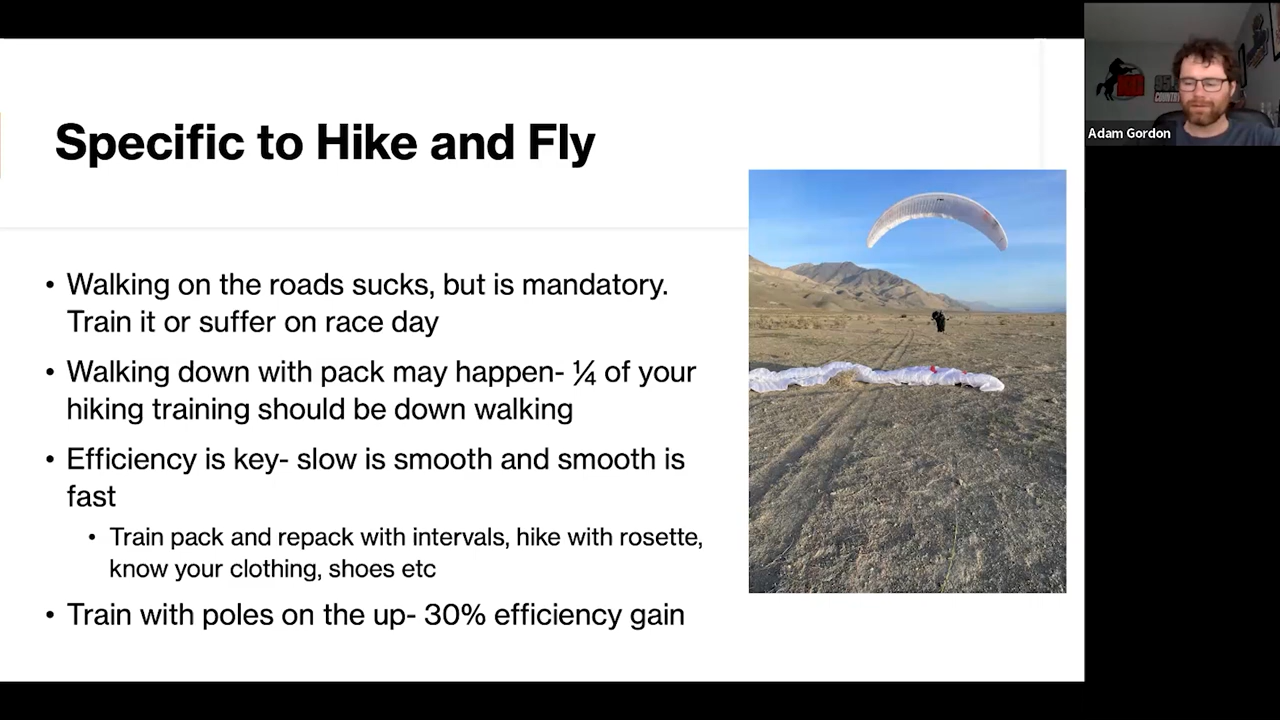 Specific to Hike and Fly
• Walking on the roads sucks, but is mandatory.
Train it or suffer on race day
• Walking down with pack may happen- ¼ of your
hiking training should be down walking
• Efficiency is key- slow is smooth and smooth is
fast
• Train pack and repack with intervals, hike with rosette,
know your clothing, shoes etc
• Train with poles on the up- 30% efficiency gain
Adam Gordon